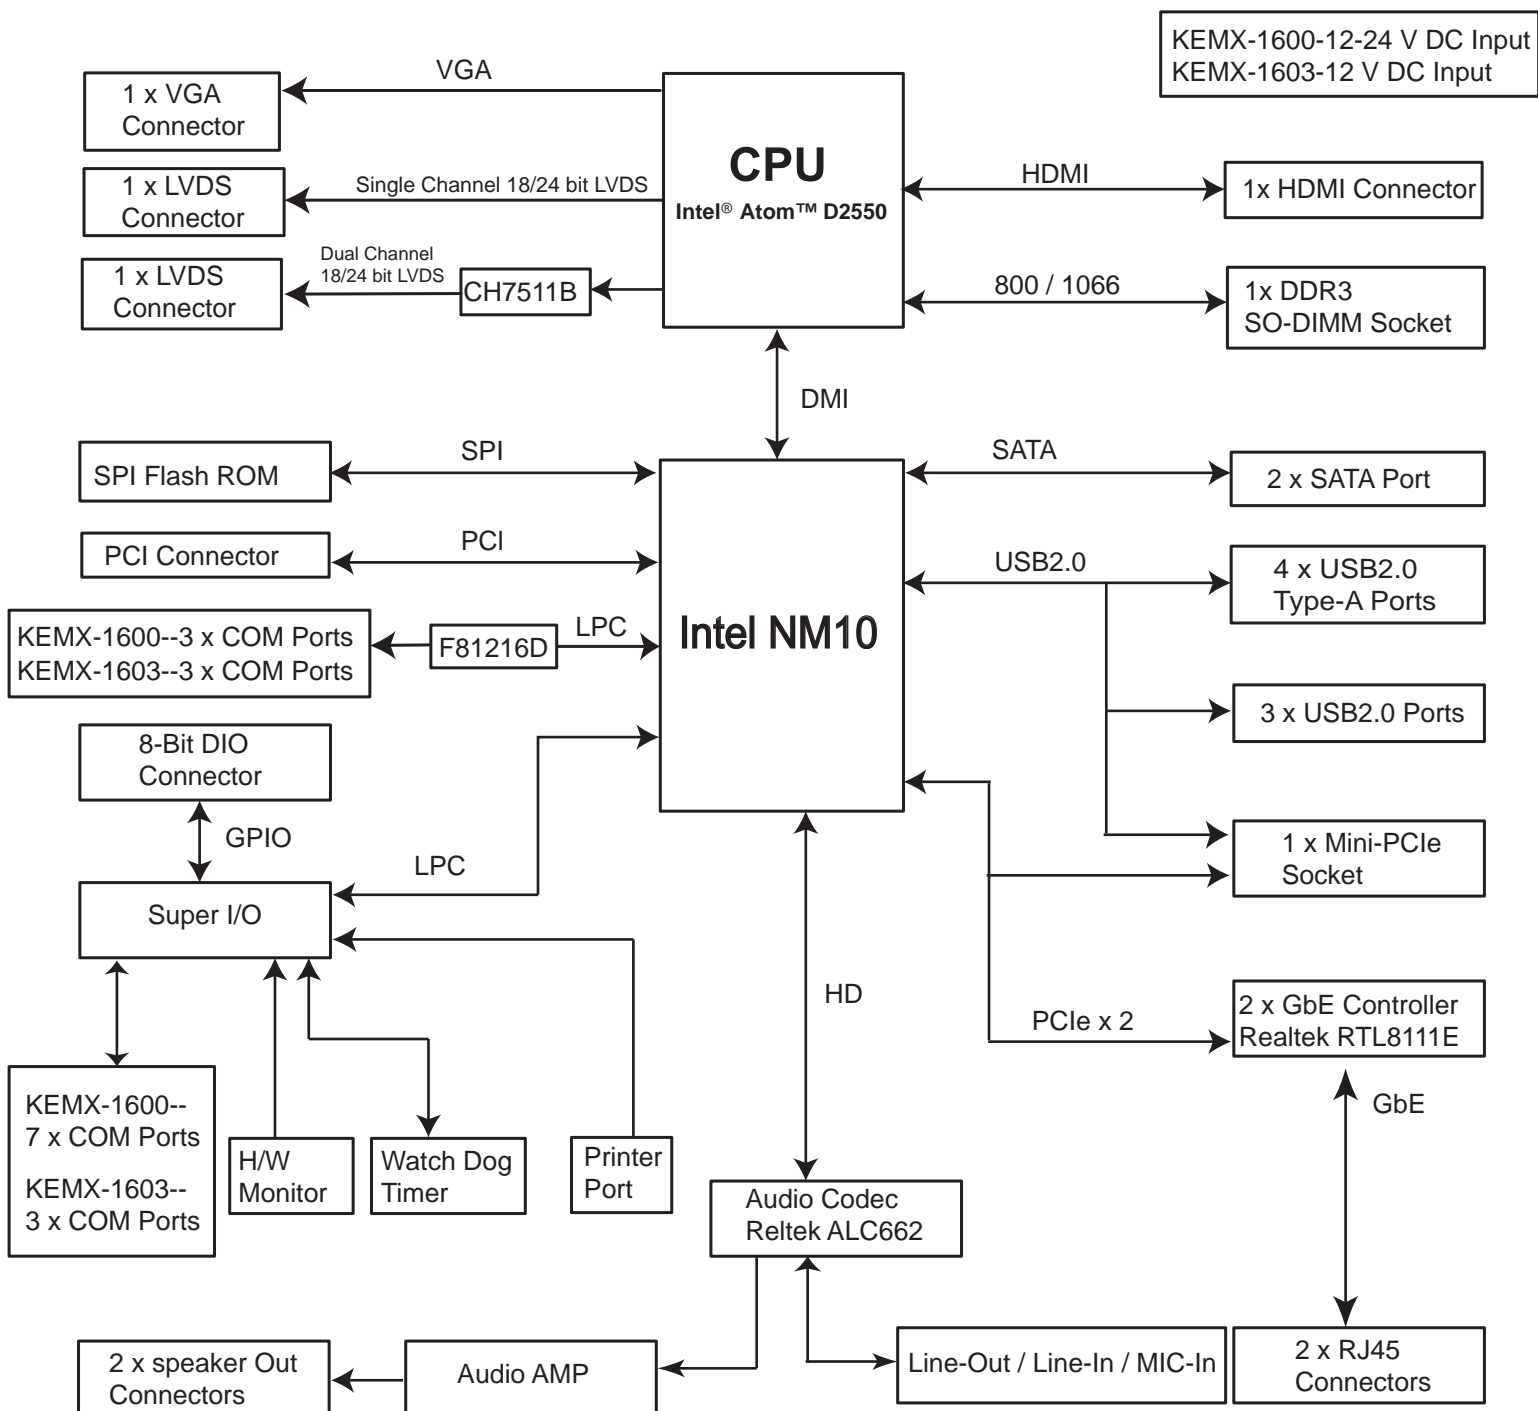 KEMX-1600-12-24 V DC Input
KEMX-1603-12 V DC Input
VGA
1 x VGA
Connector
CPU
Intel® Atom™ D2550
HDMI
1x HDMI Connector
Single Channel 18/24 bit LVDS
1 x LVDS
Connector
Dual Channel
18/24 bit LVDS
1 x LVDS
Connector
CH7511B
800 / 1066
1x DDR3
SO-DIMM Socket
DMI
SPI
SPI Flash ROM
SATA
2 x SATA Port
PCI
PCI Connector
USB2.0
4 x USB2.0
Type-A Ports
Intel NM10
KEMX-1600--3 x COM Ports
KEMX-1603--3 x COM Ports
F81216D
LPC
3 x USB2.0 Ports
8-Bit DIO
Connector
GPIO
LPC
1 x Mini-PCIe
Socket
Super I/O
HD
PCIe x 2
2 x GbE Controller
Realtek RTL8111E
GbE
KEMX-1600--
7 x COM Ports
KEMX-1603--
3 x COM Ports
H/W
Monitor
Watch Dog
Timer
Printer
Port
Audio Codec
Reltek ALC662
2 x speaker Out
Connectors
Audio AMP
Line-Out / Line-In / MIC-In
2 x RJ45
Connectors